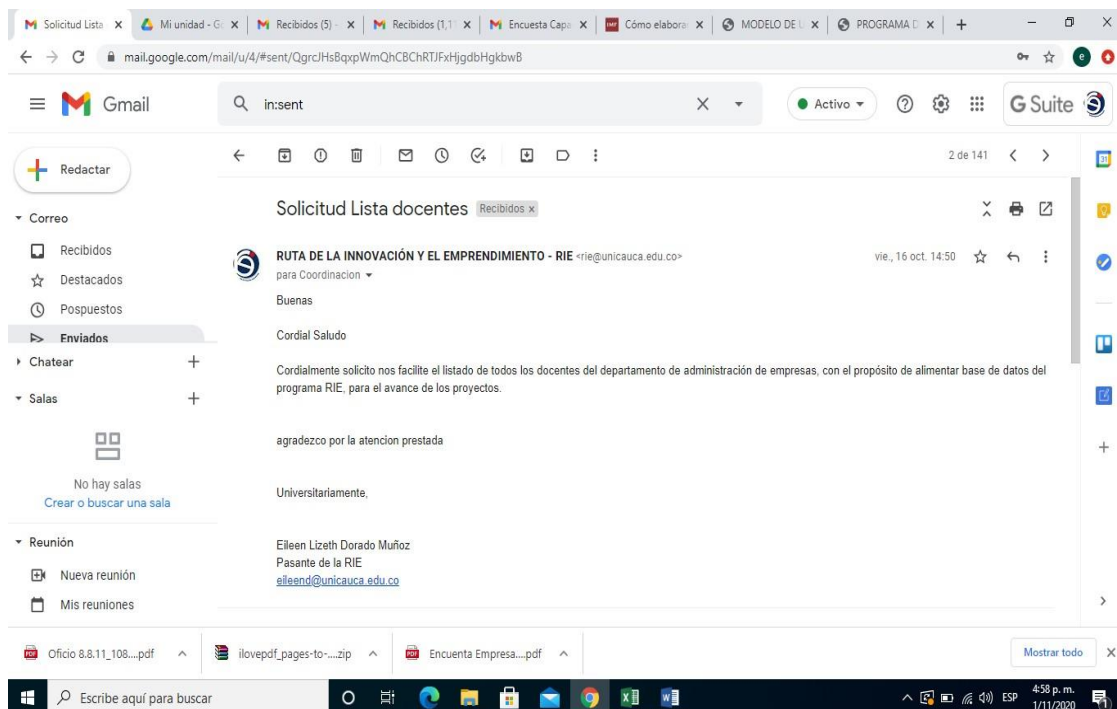 Solicitud Lista
Mi unidad - Go
Recibidos (5) -
Recibidos (1,1
Encuesta Capa
Cómo elabora
MODELO DE
PROGRAMA D
mail.google.com/mail/u/4/#sent/QgrcJHsBqxpWmQhCBChRTJFxHjgdbHgkbwB
e
Gmail
in:sent
Activo
G Suite
Redactar
2 de 141
31
Correo
Solicitud Lista docentes Recibidos x
Recibidos
RUTA DE LA INNOVACIÓN Y EL EMPRENDIMIENTO - RIE <rie@unicauca.edu.co>
vie., 16 oct. 14:50
para Coordinacion
Destacados
Buenas
Pospuestos
Cordial Saludo
Enviados
Chatear
Cordialmente solicito nos facilite el listado de todos los docentes del departamento de administración de empresas, con el propósito de alimentar base de datos del
programa RIE, para el avance de los proyectos.
Salas
agradezco por la atencion prestada
No hay salas
Crear o buscar una sala
Universitariamente,
Reunión
Eileen Lizeth Dorado Muñoz
Pasante de la RIE
eileend@unicauca.edu.co
Nueva reunión
Mis reuniones
Oficio 8.8.11_108....pdf
ilovepdf_pages-to-....zip
Encuenta Empresa....pdf
Mostrar todo
Escribe aquí para buscar
ESP
4:58 p. m.
1/11/2020